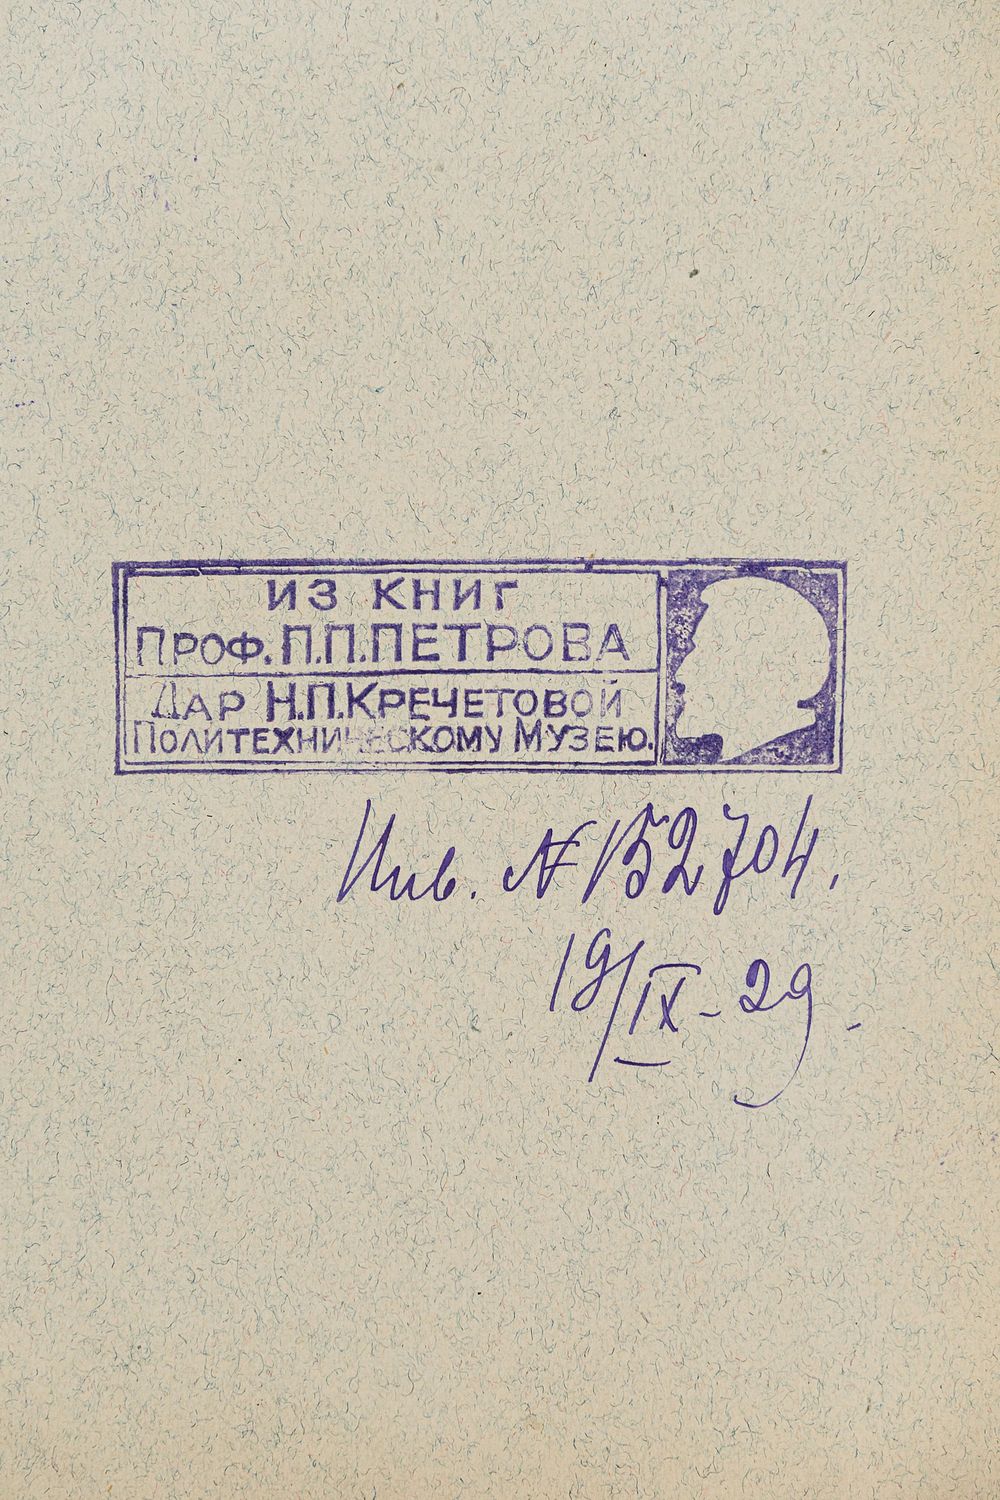 ИЗ КНИГ
ПРОФ. П.П.ПЕТРОВА
ДАР Н.П.КРЕЧЕТОВОЙ
ПОЛИТЕХНИЧЕСКОМУ МУЗЕЮ.
Инв. № 152704.
19/IX - 29.